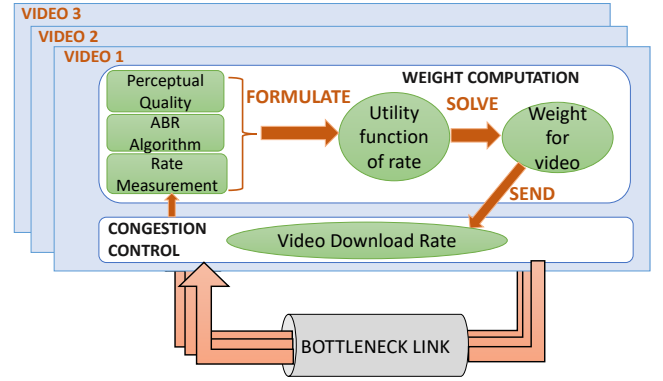 VIDEO 3
VIDEO 2
VIDEO 1
WEIGHT COMPUTATION
Perceptual
Quality
ABR
Algorithm
Rate
Measurement
FORMULATE
Utility
function
of rate
SOLVE
Weight
for
video
SEND
CONGESTION
CONTROL
Video Download Rate
BOTTLENECK LINK